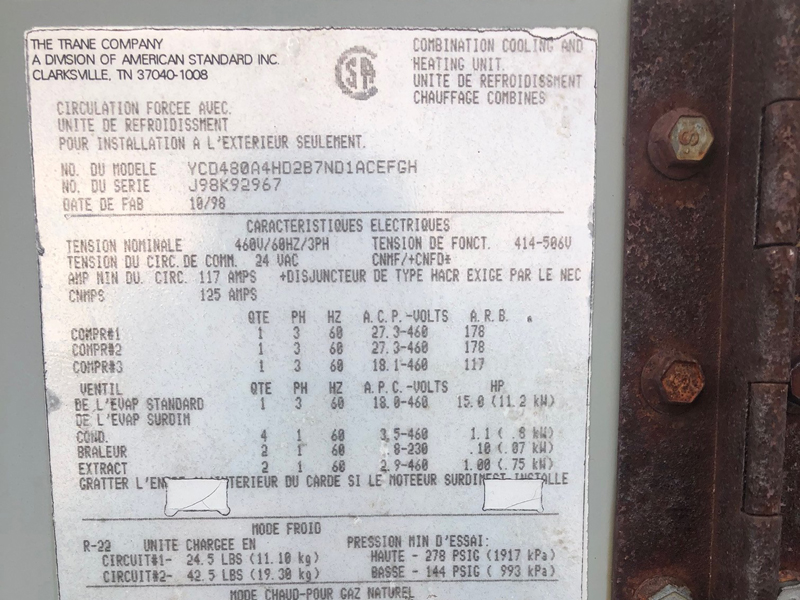 THE TRANE COMPANY
A DIVISION OF AMERICAN STANDARD INC.
CLARKSVILLE, TN 37040-1008
COMBINATION COOLING AND
HEATING UNIT.
UNITE DE REFROIDISSMENT
CHAUFFAGE COMBINES
CIRCULATION FORCEE AVEC.
UNITE DE REFROIDISSMENT
POUR INSTALLATION A L'EXTERIEUR SEULEMENT.
NO. DU MODELE YCD480A4HD2B7ND1ACEFGH
NO. DU SERIE J98K92967
DATE DE FAB 10/98
CARACTERISTIQUES ELECTRIQUES
TENSION NOMINALE 460V/60HZ/3PH TENSION DE FONCT. 414-506V
TENSION DU CIRC. DE COMM. 24 VAC CNMF/+CNFD*
AMP MIN DU. CIRC. 117 AMPS +DISJUNCTEUR DE TYPE HACR EXIGE PAR LE NEC
CNMPS 125 AMPS
QTE PH HZ A.C.P.-VOLTS A.R.B.
COMPR#1 1 3 60 27.3-460 178
COMPR#2 1 3 60 27.3-460 178
COMPR#3 1 3 60 18.1-460 117
VENTIL QTE PH HZ A.P.C.-VOLTS HP
DE L'EVAP STANDARD 1 3 60 18.0-460 15.0 (11.2 kW)
DE L'EVAP SURDIM
COND. 4 1 60 3.5-460 1.1 ( .8 kW)
BRALEUR 2 1 60 .8-230 .10 (.07 kW)
EXTRACT 2 1 60 2.9-460 1.00 (.75 kW)
GRATTER L'EN TERIEUR DU CARDE SI LE MOTEEUR SURDIMEST INSTALLE
MODE FROID
R-22 UNITE CHARGEE EN PRESSION MIN D'ESSAI:
CIRCUIT#1- 24.5 LBS (11.10 kg) HAUTE - 278 PSIG (1917 kPa)
CIRCUIT#2- 42.5 LBS (19.30 kg) BASSE - 144 PSIG ( 993 kPa)
MODE CHAUD-POUR GAZ NATUREL